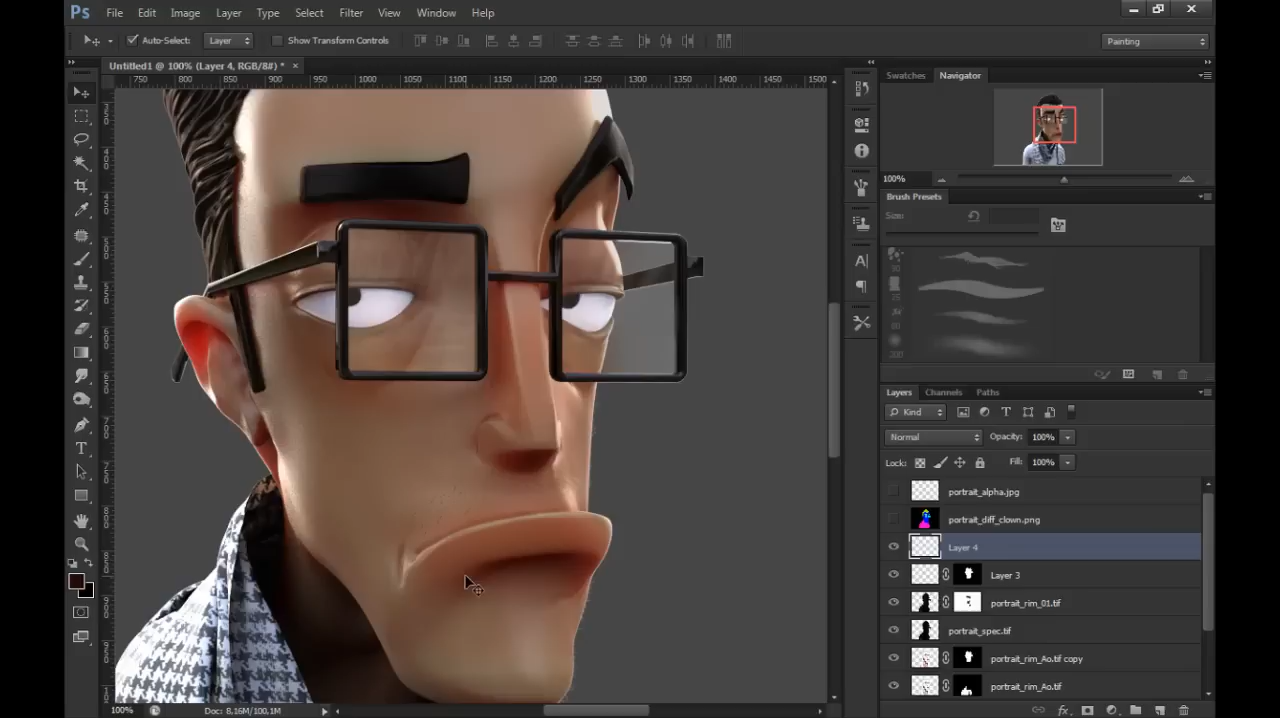 Ps File Edit Image Layer Type Select Filter View Window Help
Auto-Select: Layer Show Transform Controls Painting
Untitled1 @ 100% (Layer 4, RGB/8#) * ×
750 800 850 900 950 1000 1050 1100 1150 1200 1250 1300 1350 1400 1450 1500
Swatches Navigator
100%
Brush Presets
Size:
Layers Channels Paths
Kind
Normal Opacity: 100%
Lock: Fill: 100%
portrait_alpha.jpg
portrait_diff_clown.png
Layer 4
Layer 3
portrait_rim_01.tif
portrait_spec.tif
portrait_rim_Ao.tif copy
portrait_rim_Ao.tif
100% Doc: 8,16M/100,1M